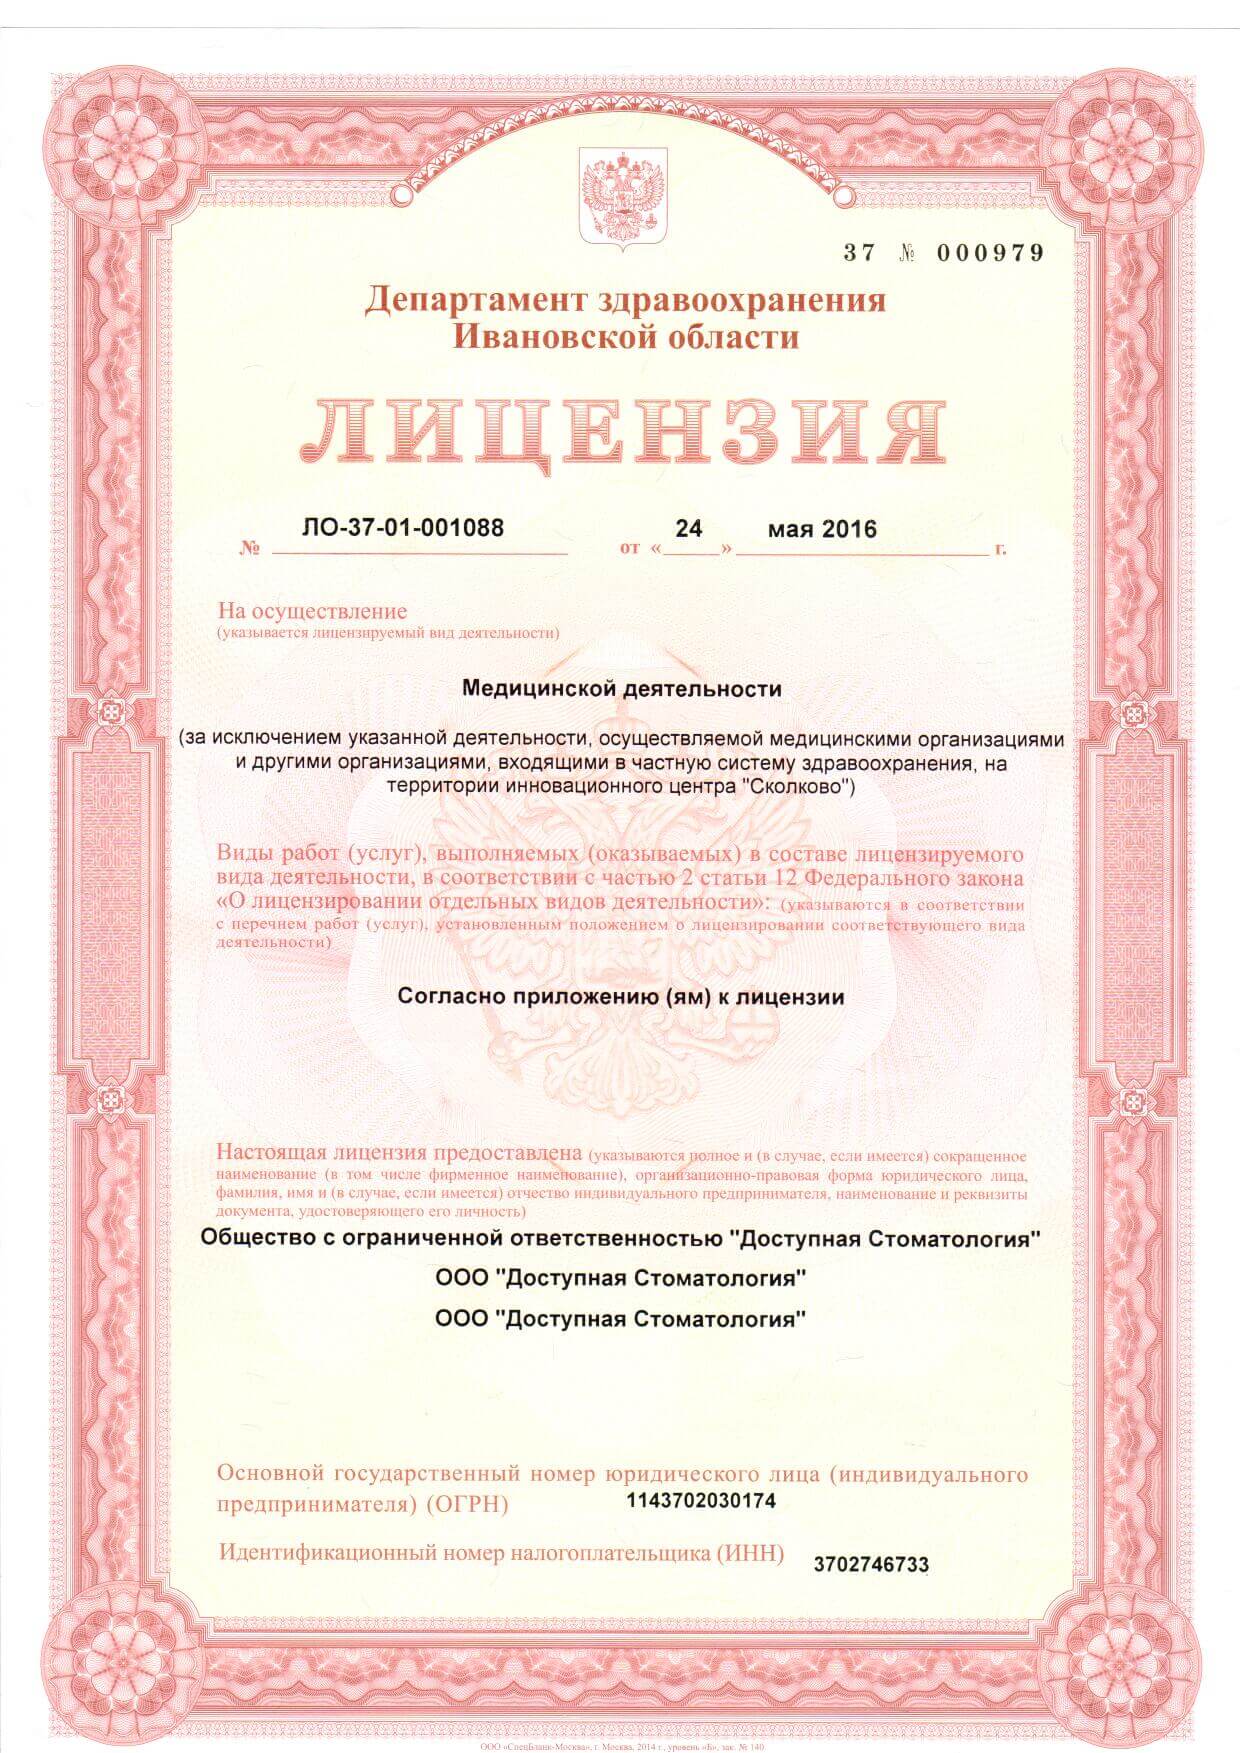 37 № 000979
Департамент здравоохранения
Ивановской области
ЛИЦЕНЗИЯ
№ ЛО-37-01-001088 от « 24 » мая 2016 г.
На осуществление
(указывается лицензируемый вид деятельности)
Медицинской деятельности
(за исключением указанной деятельности, осуществляемой медицинскими организациями
и другими организациями, входящими в частную систему здравоохранения, на
территории инновационного центра "Сколково")
Виды работ (услуг), выполняемых (оказываемых) в составе лицензируемого
вида деятельности, в соответствии с частью 2 статьи 12 Федерального закона
«О лицензировании отдельных видов деятельности»: (указываются в соответствии
с перечнем работ (услуг), установленным положением о лицензировании соответствующего вида
деятельности)
Согласно приложению (ям) к лицензии
Настоящая лицензия предоставлена (указываются полное и (в случае, если имеется) сокращенное
наименование (в том числе фирменное наименование), организационно-правовая форма юридического лица,
фамилия, имя и (в случае, если имеется) отчество индивидуального предпринимателя, наименование и реквизиты
документа, удостоверяющего его личность)
Общество с ограниченной ответственностью "Доступная Стоматология"
ООО "Доступная Стоматология"
ООО "Доступная Стоматология"
Основной государственный номер юридического лица (индивидуального
предпринимателя) (ОГРН) 1143702030174
Идентификационный номер налогоплательщика (ИНН) 3702746733
ООО «СпецБланк-Москва», г. Москва, 2014 г., уровень «Б», зак. № 140